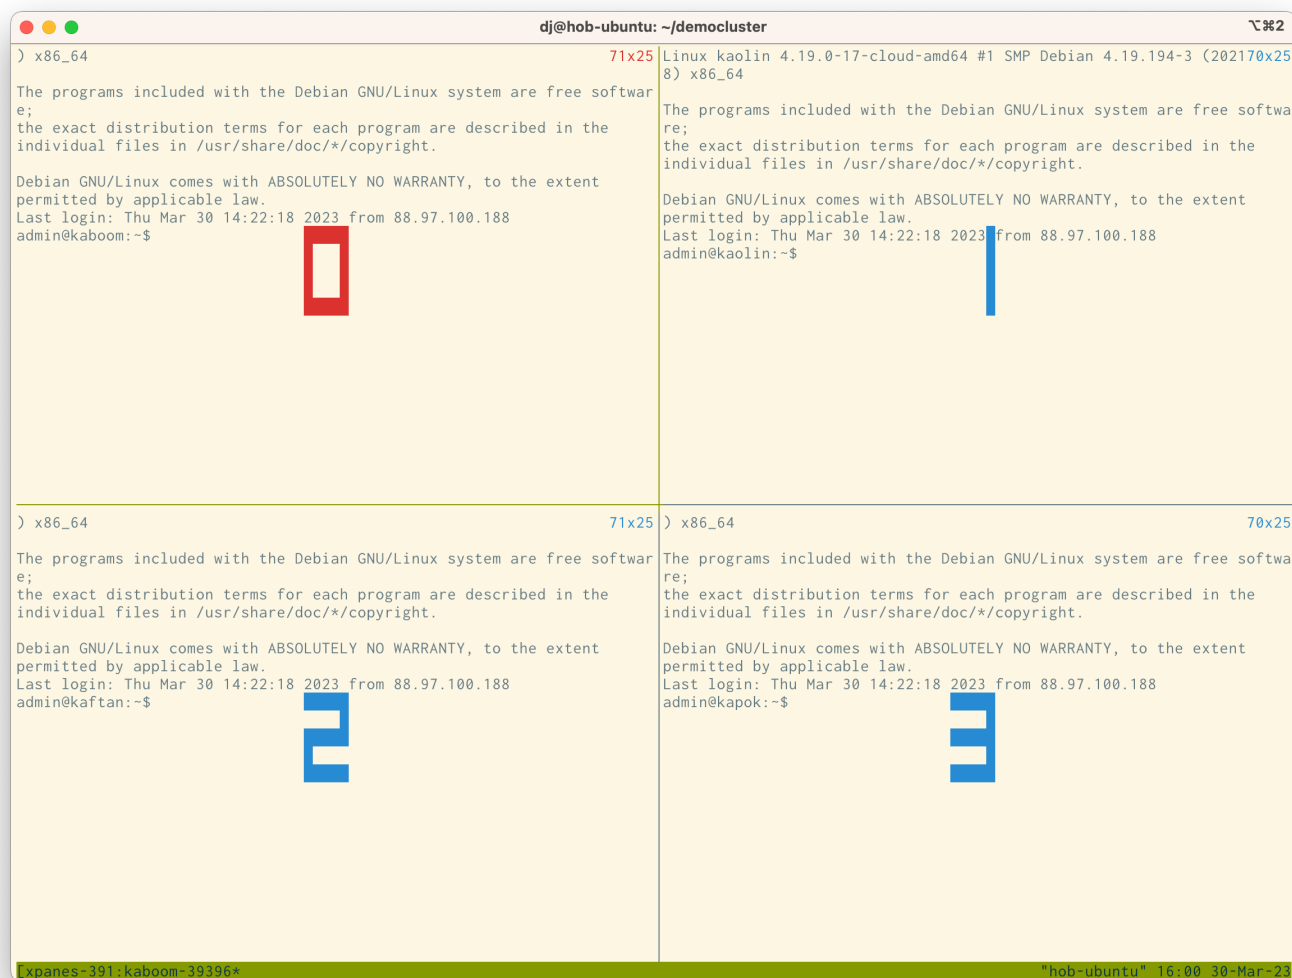 dj@hob-ubuntu: ~/democluster
⌥⌘2
) x86_64
71x25
The programs included with the Debian GNU/Linux system are free softwar
e;
the exact distribution terms for each program are described in the
individual files in /usr/share/doc/*/copyright.
Debian GNU/Linux comes with ABSOLUTELY NO WARRANTY, to the extent
permitted by applicable law.
Last login: Thu Mar 30 14:22:18 2023 from 88.97.100.188
admin@kaboom:~$
0
Linux kaolin 4.19.0-17-cloud-amd64 #1 SMP Debian 4.19.194-3 (202170x25
8) x86_64
The programs included with the Debian GNU/Linux system are free softwa
re;
the exact distribution terms for each program are described in the
individual files in /usr/share/doc/*/copyright.
Debian GNU/Linux comes with ABSOLUTELY NO WARRANTY, to the extent
permitted by applicable law.
Last login: Thu Mar 30 14:22:18 2023 from 88.97.100.188
admin@kaolin:~$
1
) x86_64
71x25
The programs included with the Debian GNU/Linux system are free softwar
e;
the exact distribution terms for each program are described in the
individual files in /usr/share/doc/*/copyright.
Debian GNU/Linux comes with ABSOLUTELY NO WARRANTY, to the extent
permitted by applicable law.
Last login: Thu Mar 30 14:22:18 2023 from 88.97.100.188
admin@kaftan:~$
2
) x86_64
70x25
The programs included with the Debian GNU/Linux system are free softwa
re;
the exact distribution terms for each program are described in the
individual files in /usr/share/doc/*/copyright.
Debian GNU/Linux comes with ABSOLUTELY NO WARRANTY, to the extent
permitted by applicable law.
Last login: Thu Mar 30 14:22:18 2023 from 88.97.100.188
admin@kapok:~$
3
[xpanes-391:kaboom-39396*
"hob-ubuntu" 16:00 30-Mar-23